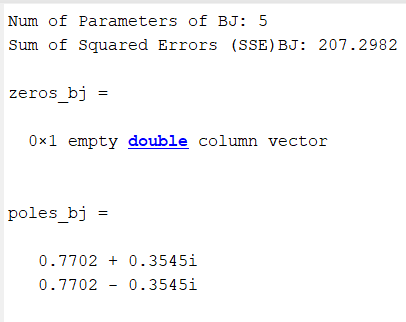 Num of Parameters of BJ: 5
Sum of Squared Errors (SSE)BJ: 207.2982
zeros_bj =
0×1 empty double column vector
poles_bj =
0.7702 + 0.3545i
0.7702 - 0.3545i